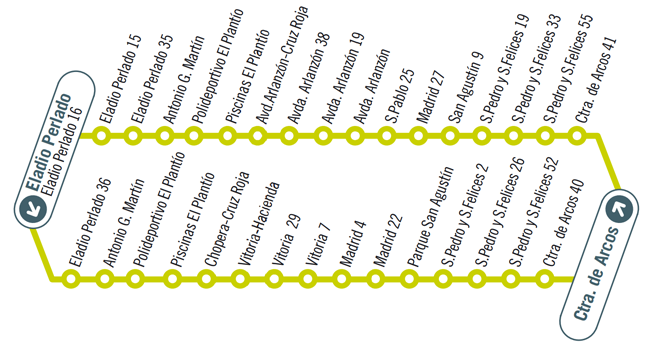 Eladio Perlado
Eladio Perlado 16
Eladio Perlado 15
Eladio Perlado 35
Antonio G. Martín
Polideportivo El Plantío
Piscinas El Plantío
Avd.Arlanzón-Cruz Roja
Avda. Arlanzón 38
Avda. Arlanzón 19
Avda. Arlanzón
S.Pablo 25
Madrid 27
San Agustín 9
S.Pedro y S.Felices 19
S.Pedro y S.Felices 33
S.Pedro y S.Felices 55
Ctra. de Arcos 41
Eladio Perlado 36
Antonio G. Martín
Polideportivo El Plantío
Piscinas El Plantío
Chopera-Cruz Roja
Vitoria-Hacienda
Vitoria 29
Vitoria 7
Madrid 4
Madrid 22
Parque San Agustín
S.Pedro y S.Felices 2
S.Pedro y S.Felices 26
S.Pedro y S.Felices 52
Ctra. de Arcos 40
Ctra. de Arcos